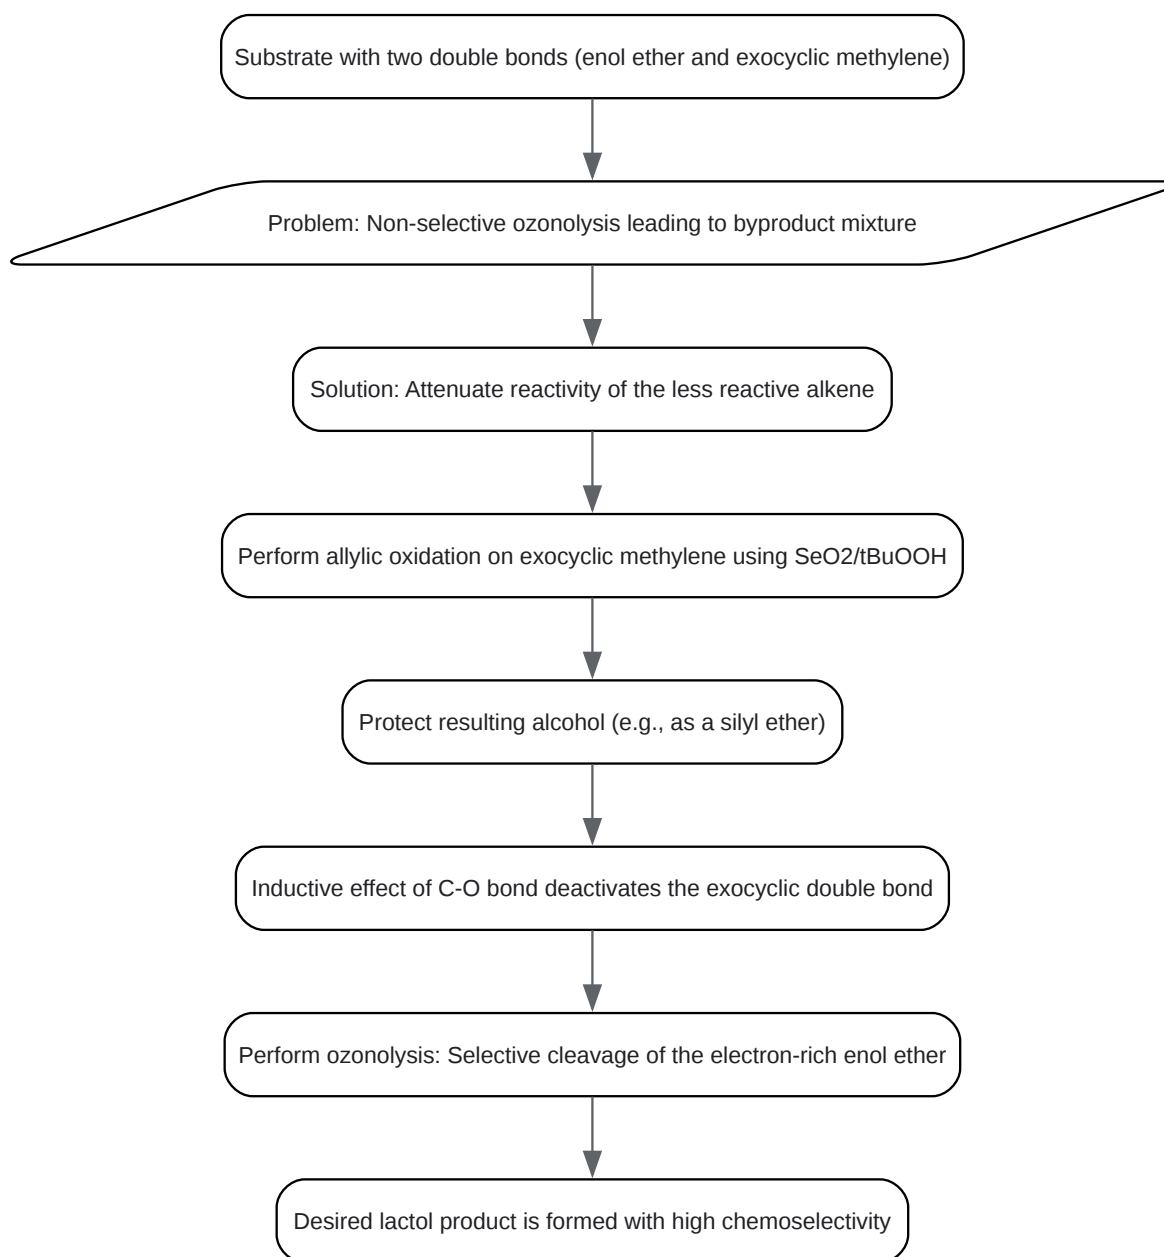 Substrate with two double bonds (enol ether and exocyclic methylene)
Problem: Non-selective ozonolysis leading to byproduct mixture
Solution: Attenuate reactivity of the less reactive alkene
Perform allylic oxidation on exocyclic methylene using SeO2/tBuOOH
Protect resulting alcohol (e.g., as a silyl ether)
Inductive effect of C-O bond deactivates the exocyclic double bond
Perform ozonolysis: Selective cleavage of the electron-rich enol ether
Desired lactol product is formed with high chemoselectivity